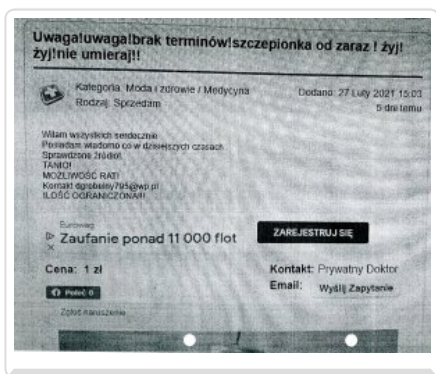 Uwaga!uwaga!brak terminów!szczepionka od zaraz ! żyj!
żyj!nie umieraj!!
Kategoria: Moda i zdrowie / Medycyna
Dodano: 27 Luty 2021 15:03
Rodzaj: Sprzedam
5 dni temu
Witam wszystkich serdecznie
Posiadam wiadomo co w dzisiejszych czasach
Sprawdzone źródło!
TANIO!
MOŻLIWOŚĆ RAT!
Kontakt
ILOŚĆ OGRANICZONA!!!
Eurowag
Zaufanie ponad 11 000 flot
ZAREJESTRUJ SIĘ
Cena: 1 zł
Kontakt: Prywatny Doktor
Poleć 0
Email: Wyślij Zapytanie
Zgłoś naruszenie